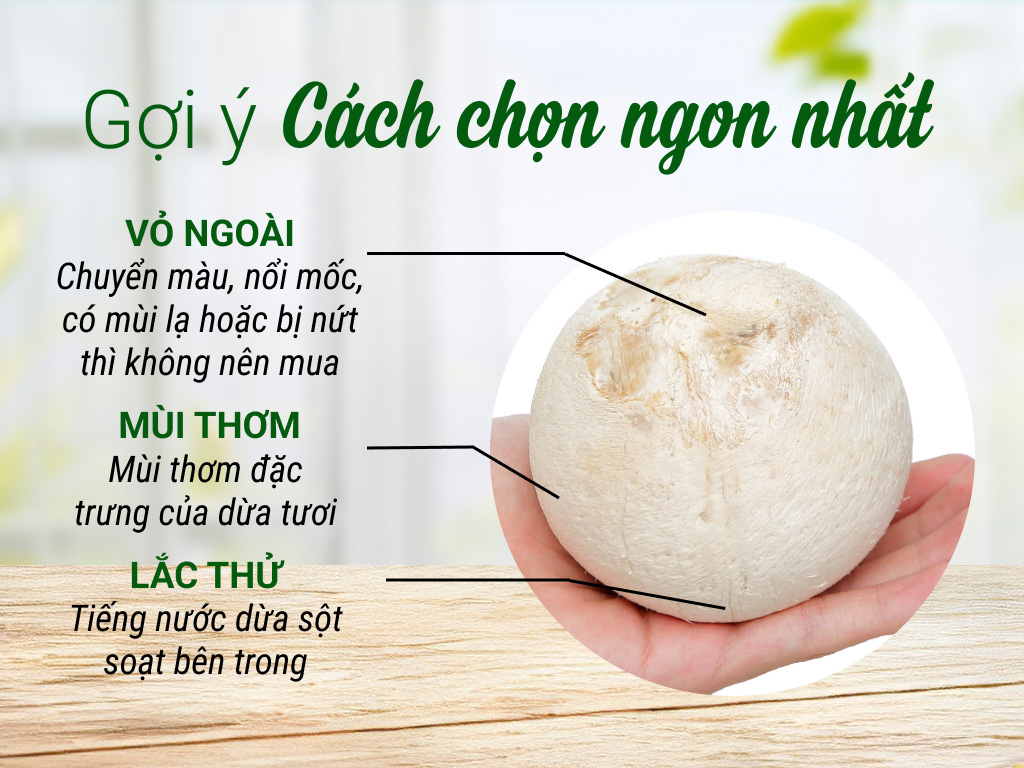 Gợi ý Cách chọn ngon nhất
VỎ NGOÀI
Chuyển màu, nổi mốc,
có mùi lạ hoặc bị nứt
thì không nên mua
MÙI THƠM
Mùi thơm đặc
trưng của dừa tươi
LẮC THỬ
Tiếng nước dừa sột
soạt bên trong